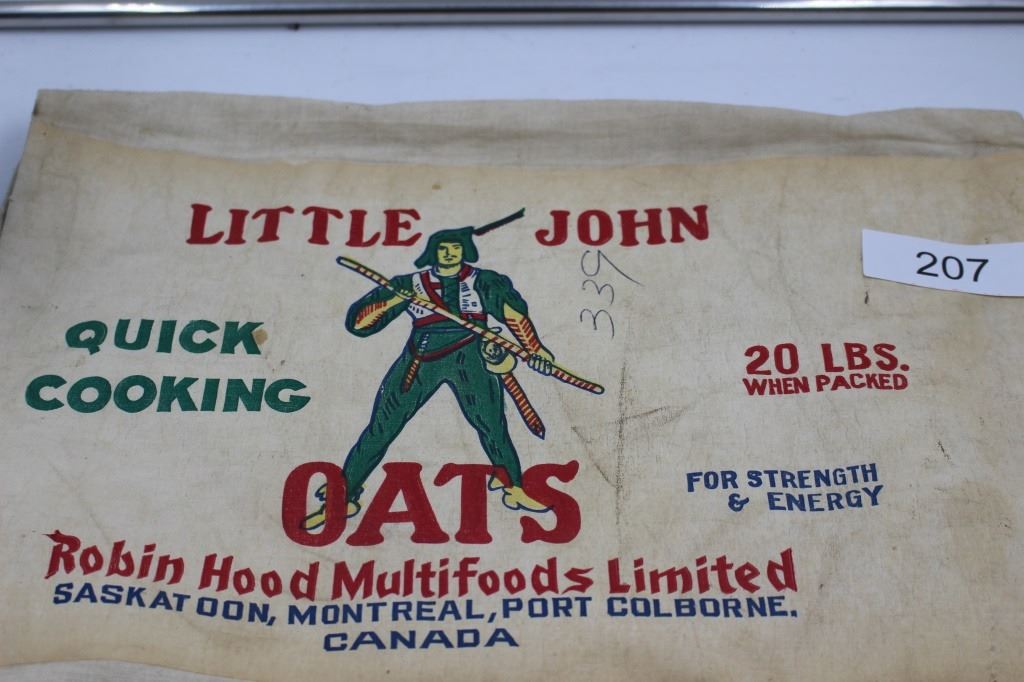 LITTLE JOHN
339
207
QUICK
COOKING
20 LBS.
WHEN PACKED
FOR STRENGTH
& ENERGY
OATS
Robin Hood Multifoods Limited
SASKATOON, MONTREAL, PORT COLBORNE,
CANADA